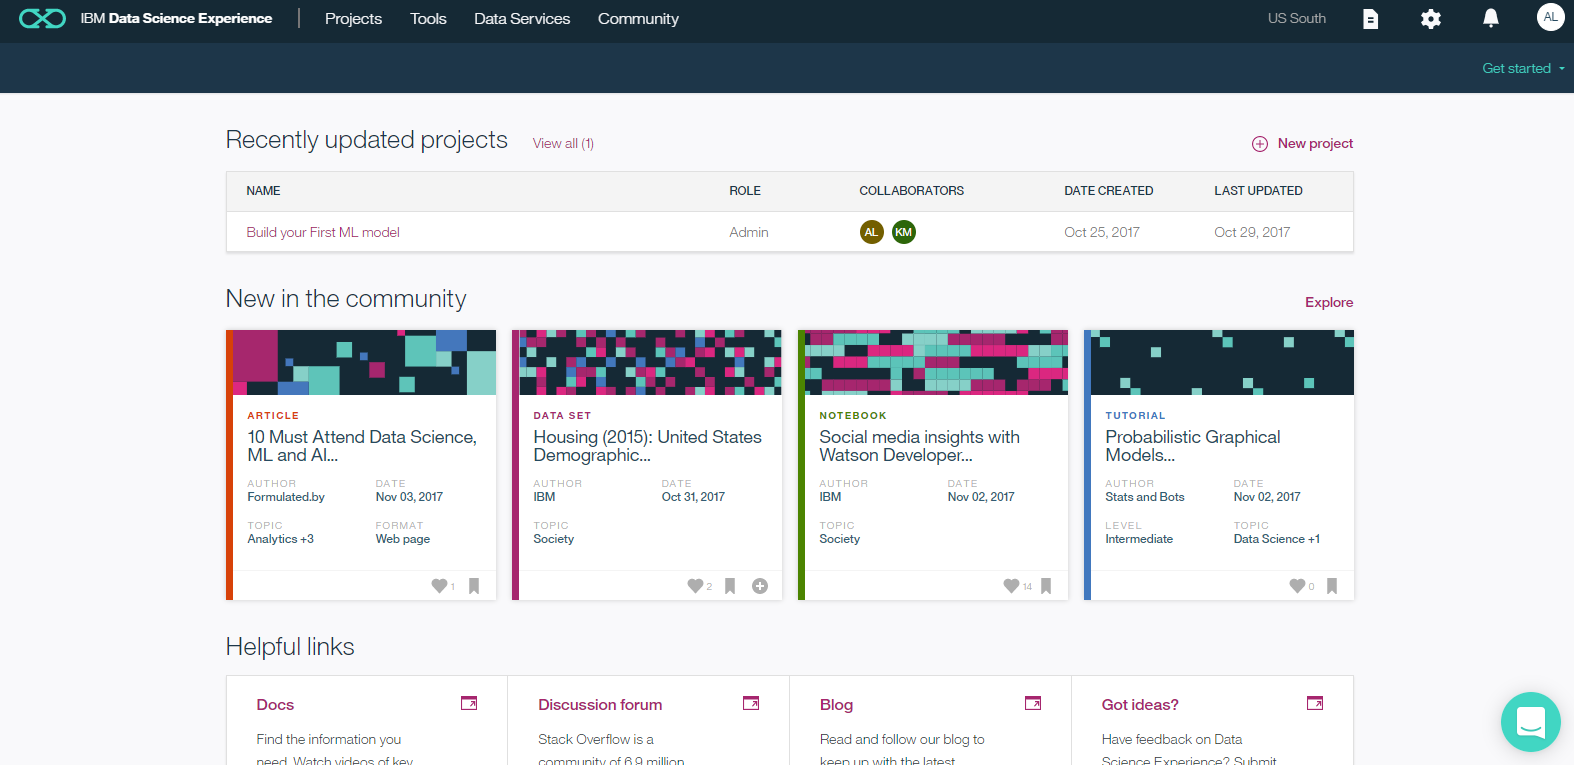 IBM Data Science Experience
Projects Tools Data Services Community
US South
AL
Get started
Recently updated projects View all (1)
New project
NAME ROLE COLLABORATORS DATE CREATED LAST UPDATED
Build your First ML model Admin AL KM Oct 25, 2017 Oct 29, 2017
New in the community
Explore
ARTICLE
10 Must Attend Data Science,
ML and AI...
AUTHOR DATE
Formulated.by Nov 03, 2017
TOPIC FORMAT
Analytics +3 Web page
1
DATA SET
Housing (2015): United States
Demographic...
AUTHOR DATE
IBM Oct 31, 2017
TOPIC
Society
2
NOTEBOOK
Social media insights with
Watson Developer...
AUTHOR DATE
IBM Nov 02, 2017
TOPIC
Society
14
TUTORIAL
Probabilistic Graphical
Models...
AUTHOR DATE
Stats and Bots Nov 02, 2017
LEVEL TOPIC
Intermediate Data Science +1
0
Helpful links
Docs
Find the information you
need. Watch videos of key
Discussion forum
Stack Overflow is a
community of 6.9 million
Blog
Read and follow our blog to
keep up with the latest
Got ideas?
Have feedback on Data
Science Experience? Submit